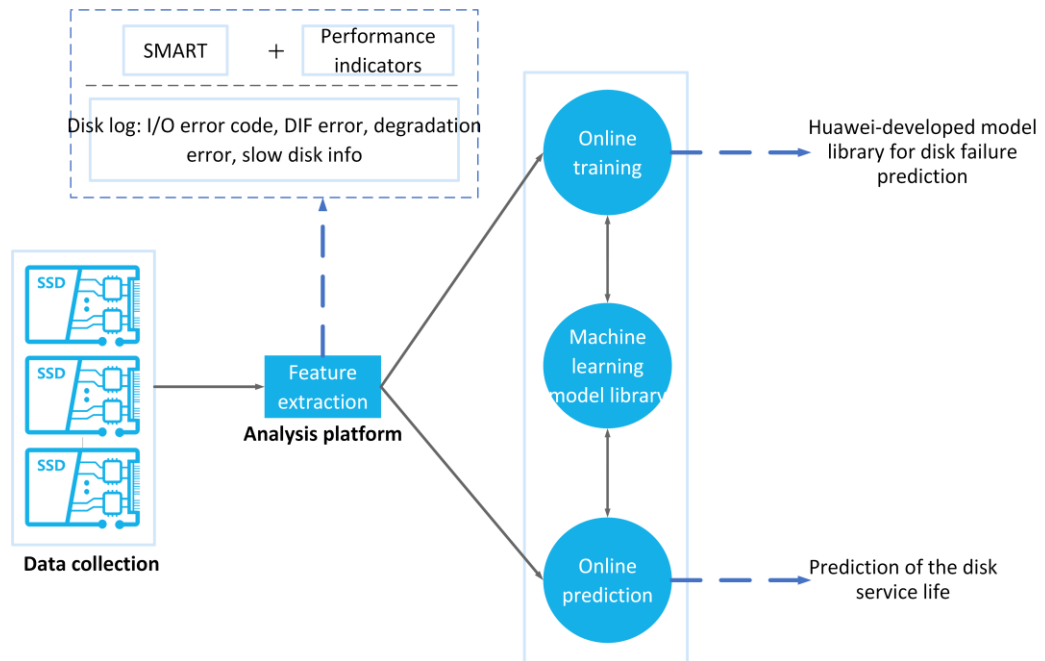 SMART
+
Performance
indicators
Disk log: I/O error code, DIF error, degradation
error, slow disk info
Online
training
Huawei-developed model
library for disk failure
prediction
SSD
SSD
SSD
Data collection
Feature
extraction
Analysis platform
Machine
learning
model library
Online
prediction
Prediction of the disk
service life